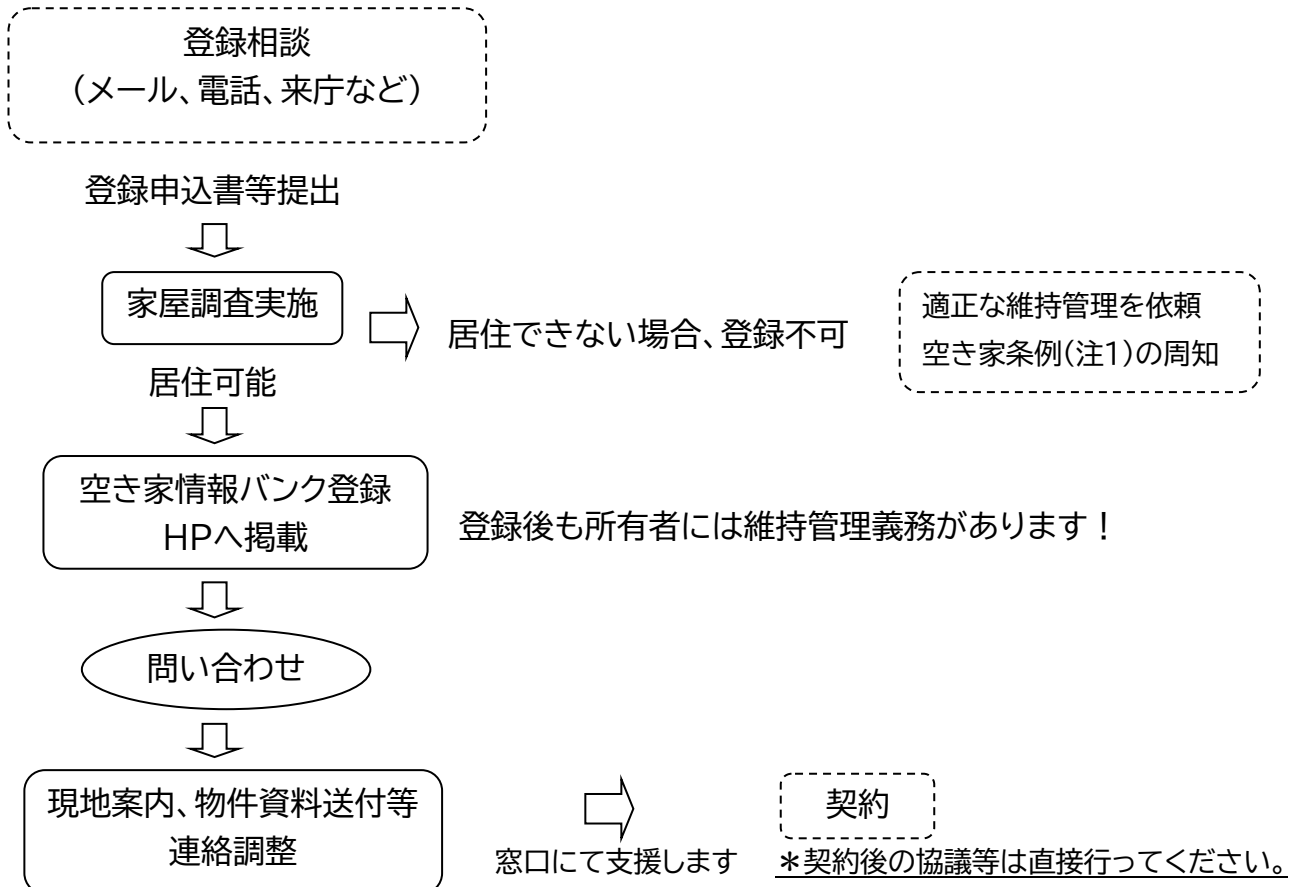 登録相談
(メール、電話、来庁など)
登録申込書等提出
家屋調査実施
居住できない場合、登録不可
適正な維持管理を依頼
空き家条例(注1)の周知
居住可能
空き家情報バンク登録
HPへ掲載
登録後も所有者には維持管理義務があります！
問い合わせ
現地案内、物件資料送付等
連絡調整
窓口にて支援します
契約
＊契約後の協議等は直接行ってください。